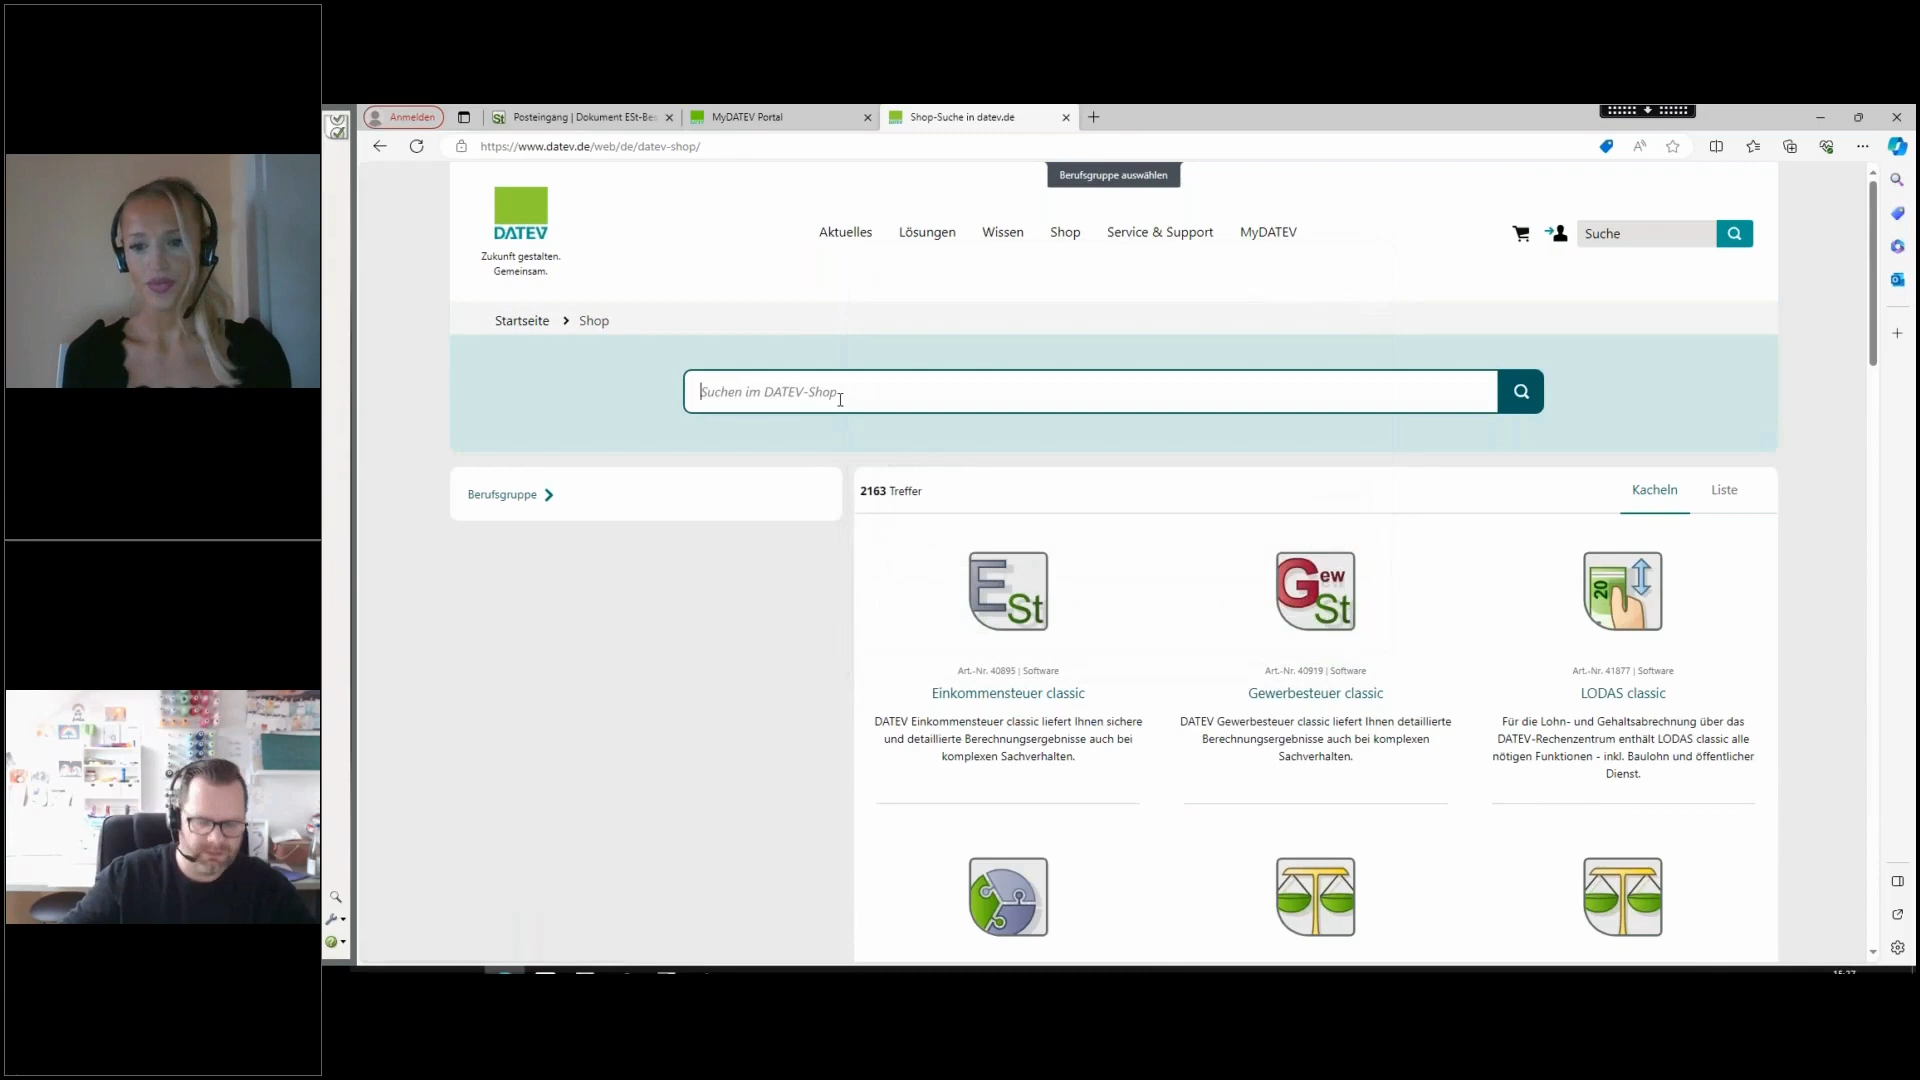 Anmelden
Posteingang | Dokument ESt-Bes
MyDATEV Portal
Shop-Suche in datev.de
https://www.datev.de/web/de/datev-shop/
Berufsgruppe auswählen
DATEV
Zukunft gestalten.
Gemeinsam.
Aktuelles
Lösungen
Wissen
Shop
Service & Support
MyDATEV
Suche
Startseite
Shop
Suchen im DATEV-Shop
Berufsgruppe
2163 Treffer
Kacheln
Liste
E St
Gew St
20
Art.-Nr. 40895 | Software
Einkommensteuer classic
DATEV Einkommensteuer classic liefert Ihnen sichere
und detaillierte Berechnungsergebnisse auch bei
komplexen Sachverhalten.
Art.-Nr. 40919 | Software
Gewerbesteuer classic
DATEV Gewerbesteuer classic liefert Ihnen detaillierte
Berechnungsergebnisse auch bei komplexen
Sachverhalten.
Art.-Nr. 41877 | Software
LODAS classic
Für die Lohn- und Gehaltsabrechnung über das
DATEV-Rechenzentrum enthält LODAS classic alle
nötigen Funktionen - inkl. Baulohn und öffentlicher
Dienst.